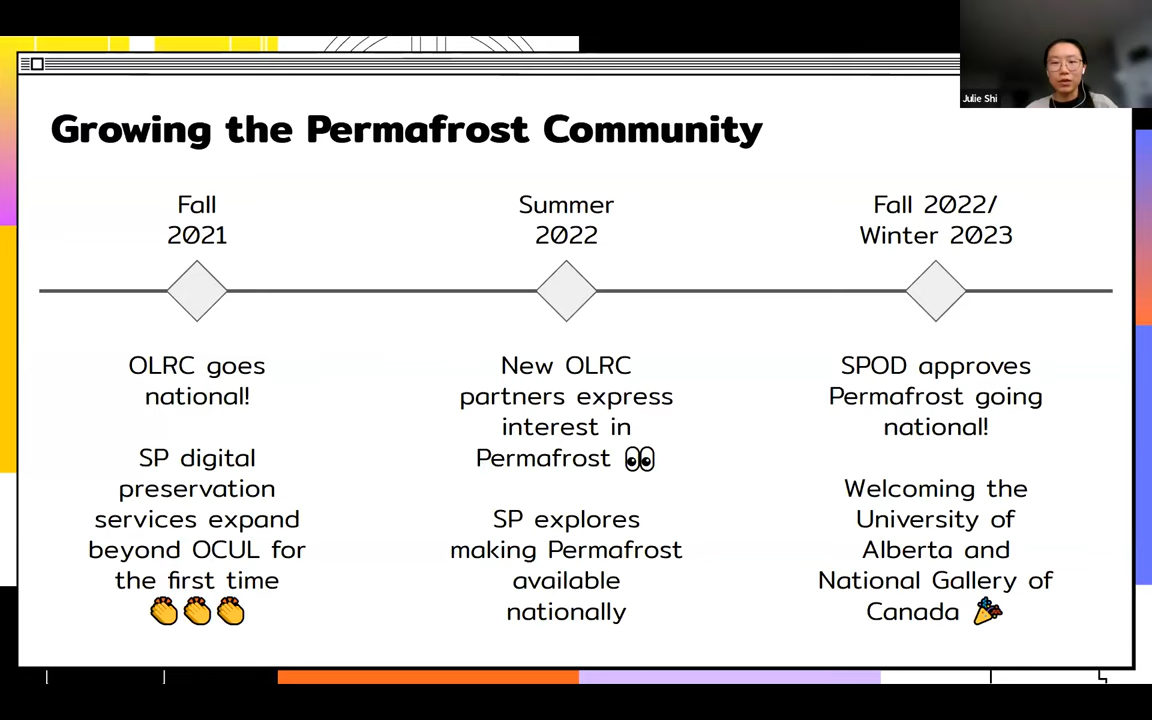 Julie Shi
Growing the Permafrost Community
Fall
2021
OLRC goes
national!
SP digital
preservation
services expand
beyond OCUL for
the first time
👏👏👏
Summer
2022
New OLRC
partners express
interest in
Permafrost 👀
SP explores
making Permafrost
available
nationally
Fall 2022/
Winter 2023
SPOD approves
Permafrost going
national!
Welcoming the
University of
Alberta and
National Gallery of
Canada 🎉